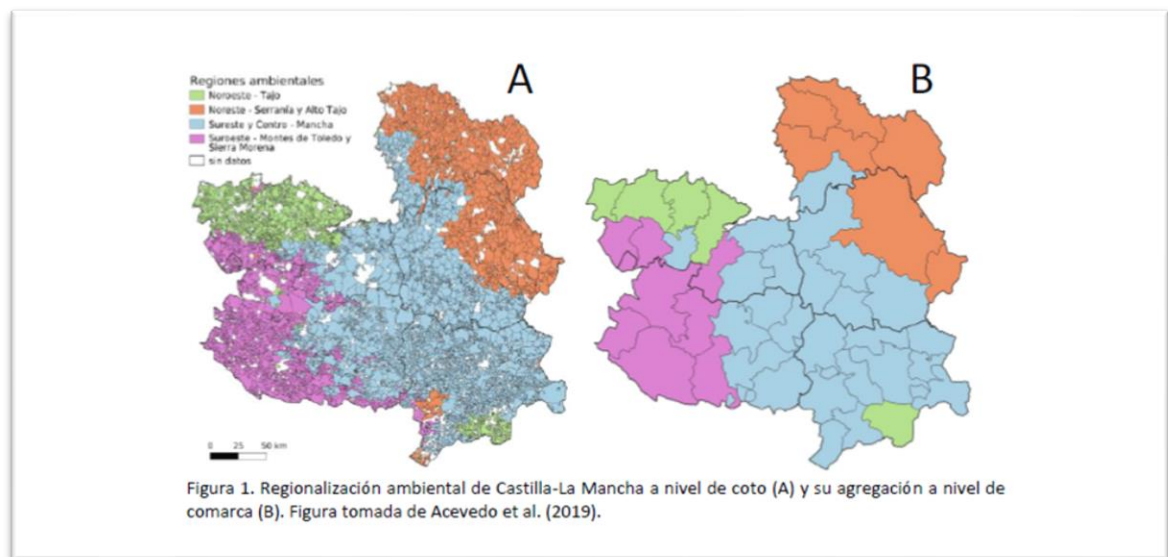 A
B
Regiones ambientales
Noroeste - Tajo
Noreste - Serranía y Alto Tajo
Sureste y Centro - Mancha
Suroeste - Montes de Toledo y
Sierra Morena
sin datos
0 25 50 km
Figura 1. Regionalización ambiental de Castilla-La Mancha a nivel de coto (A) y su agregación a nivel de
comarca (B). Figura tomada de Acevedo et al. (2019).